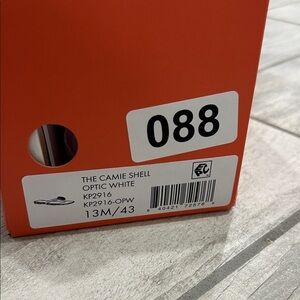 088
THE CAMIE SHELL
OPTIC WHITE
KP2916
KP2916-OPW
13M/43